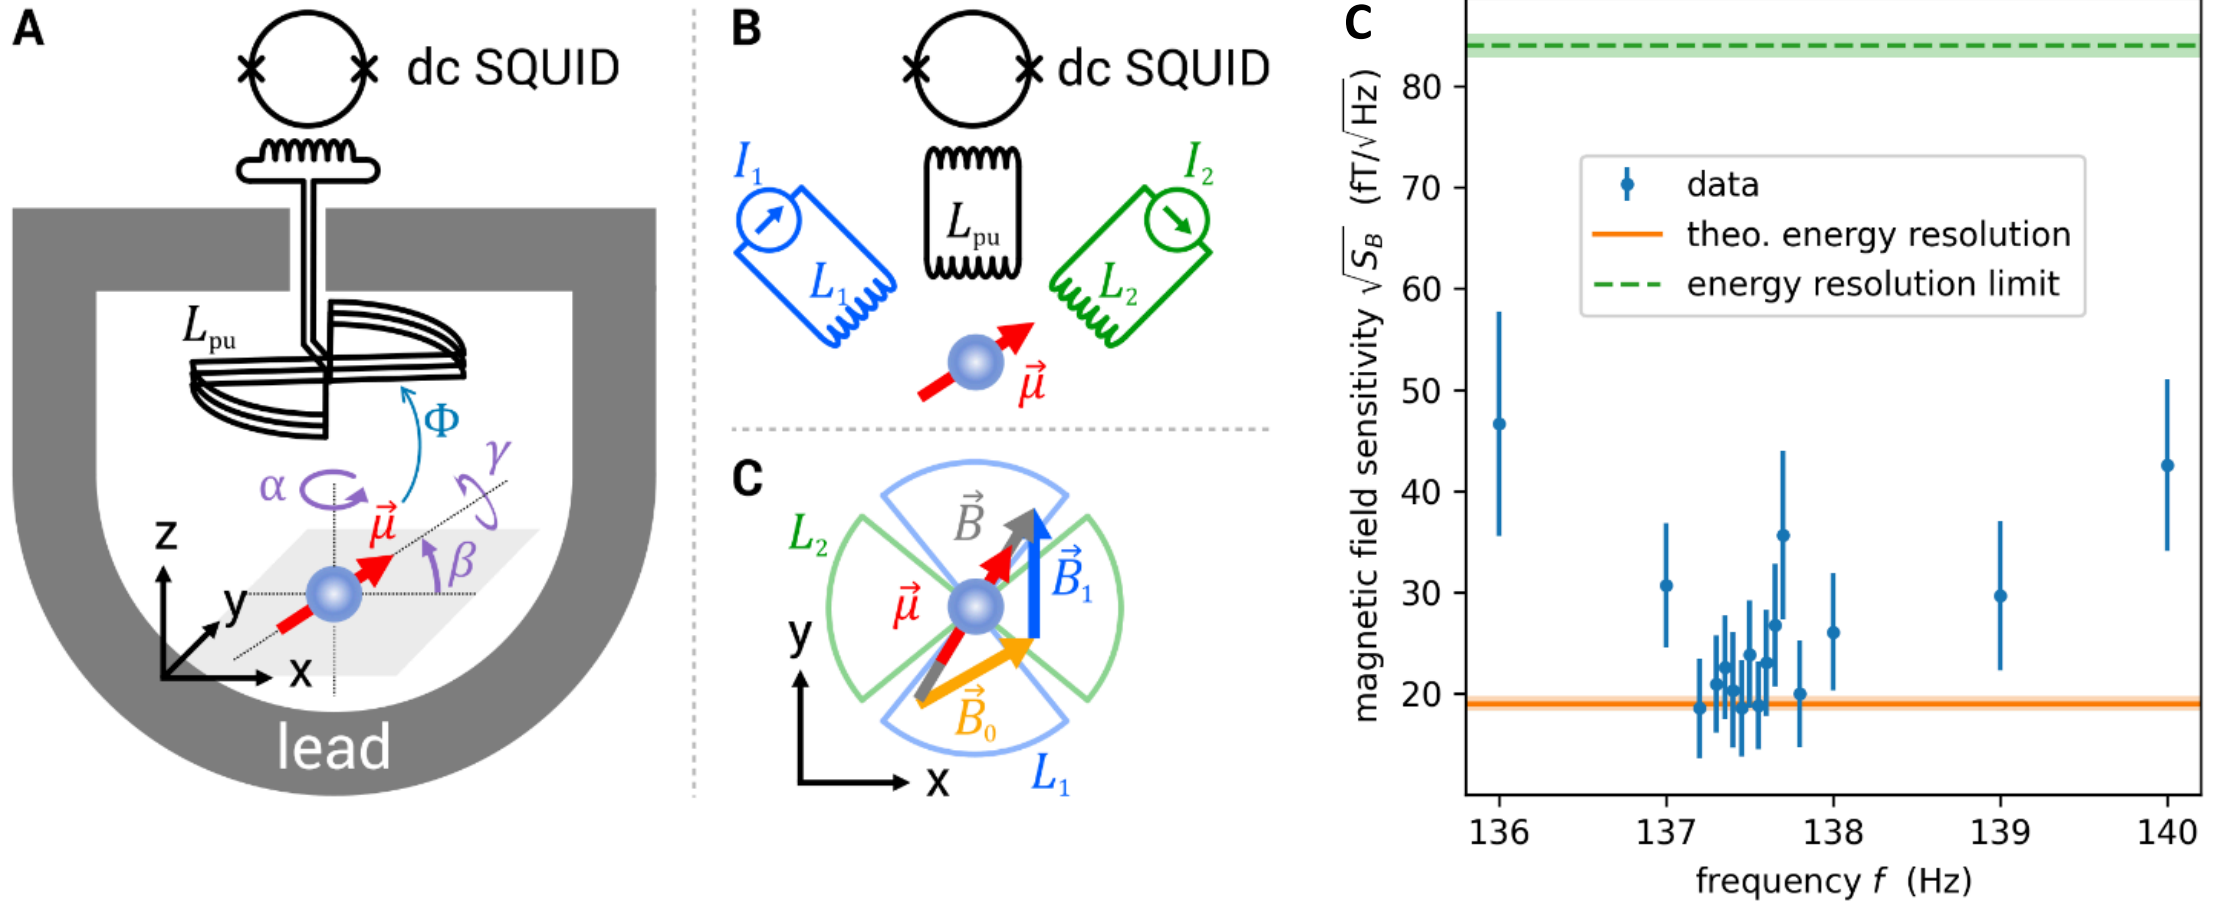 A
dc SQUID
L_pu
Φ
α
γ
μ⃗
β
z
y
x
lead
B
dc SQUID
I_1
I_2
L_pu
L_1
L_2
μ⃗
C
L_2
B⃗
B⃗_1
μ⃗
y
B⃗_0
x
L_1
C
magnetic field sensitivity √S_B (fT/√Hz)
80
70
60
50
40
30
20
data
theo. energy resolution
energy resolution limit
136 137 138 139 140
frequency f (Hz)